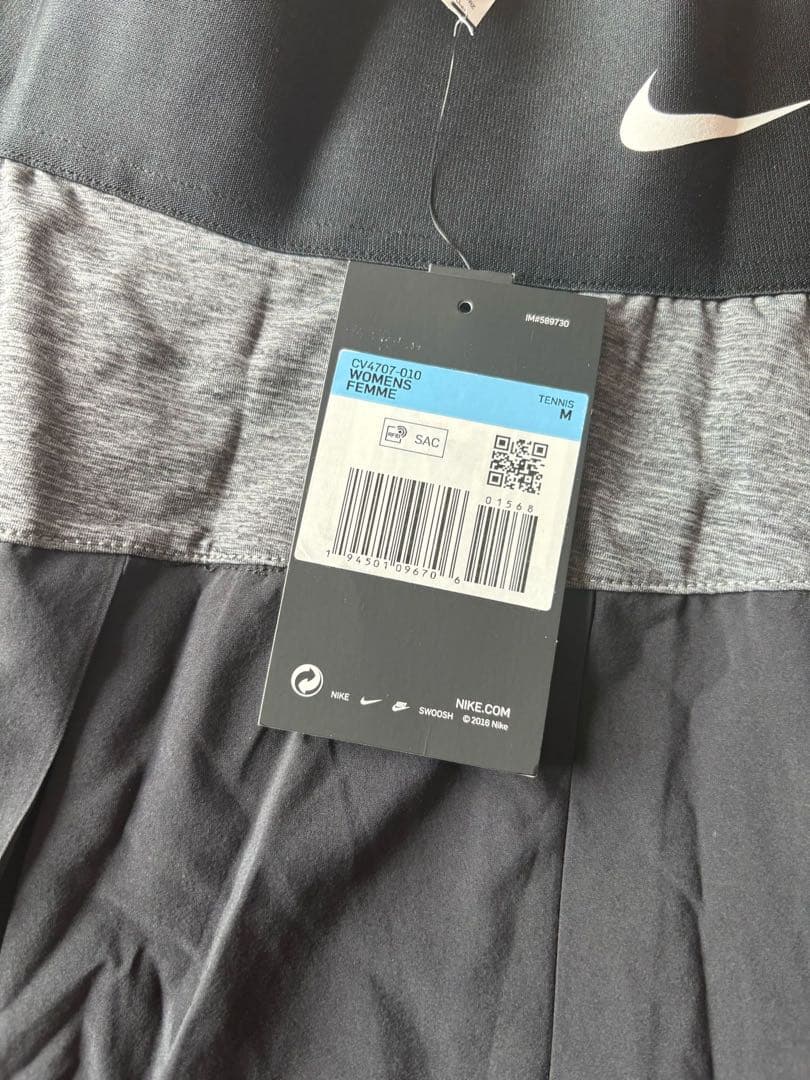 IM#589730
CV4707-010
WOMENS
FEMME
TENNIS
M
RFID
SAC
01568
1 94501 09670 6
NIKE
SWOOSH
NIKE.COM
© 2016 Nike